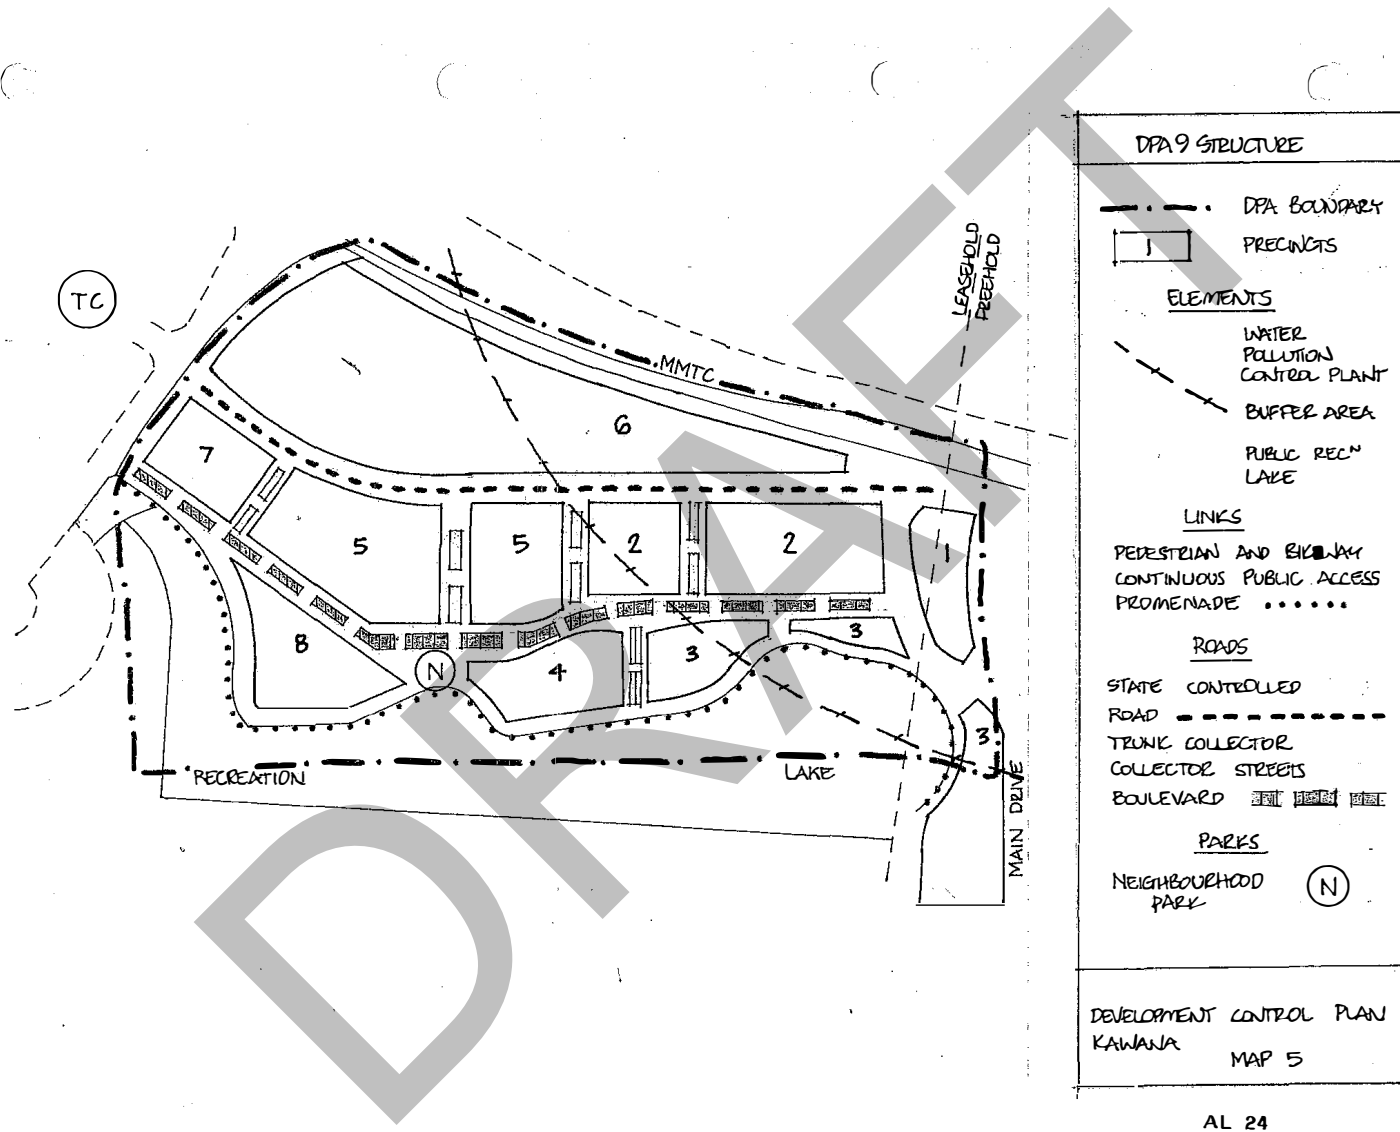 DPA 9 STRUCTURE
DPA BOUNDARY
1
PRECINCTS
ELEMENTS
WATER
POLLUTION
CONTROL PLANT
BUFFER AREA
PUBLIC RECN
LAKE
LINKS
PEDESTRIAN AND BIKEWAY
CONTINUOUS PUBLIC ACCESS
PROMENADE
ROADS
STATE CONTROLLED
ROAD
TRUNK COLLECTOR
COLLECTOR STREETS
BOULEVARD
PARKS
NEIGHBOURHOOD
PARK
N
DEVELOPMENT CONTROL PLAN
KAWANA
MAP 5
AL 24
TC
LEASEHOLD
FREEHOLD
MMTC
6
7
5
5
2
2
1
8
N
4
3
3
3
RECREATION
LAKE
MAIN DRIVE
DRAFT